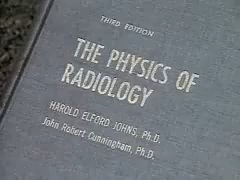 THIRD EDITION
THE PHYSICS OF
RADIOLOGY
HAROLD ELFORD JOHNS, Ph.D.
John Robert Cunningham, Ph.D.